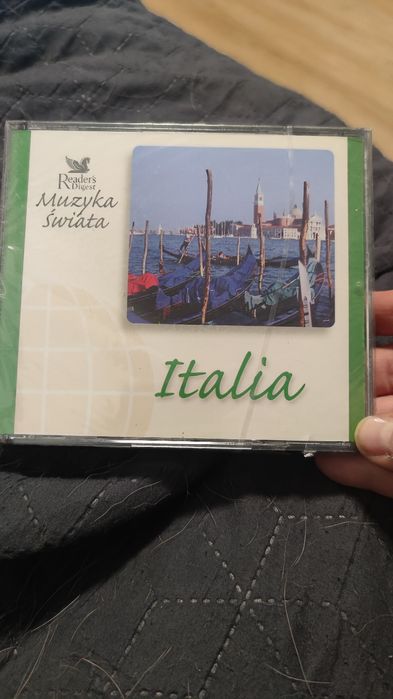 Reader's
Digest
Muzyka
świata
Italia